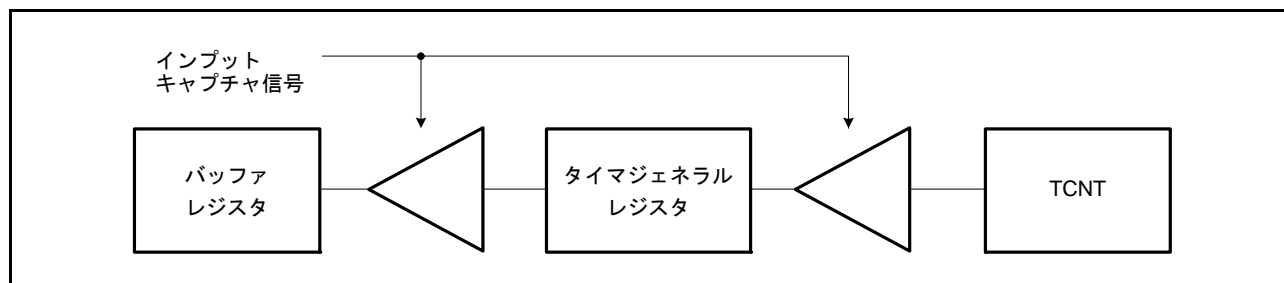 インプット
キャプチャ信号
バッファ
レジスタ
タイマジェネラル
レジスタ
TCNT